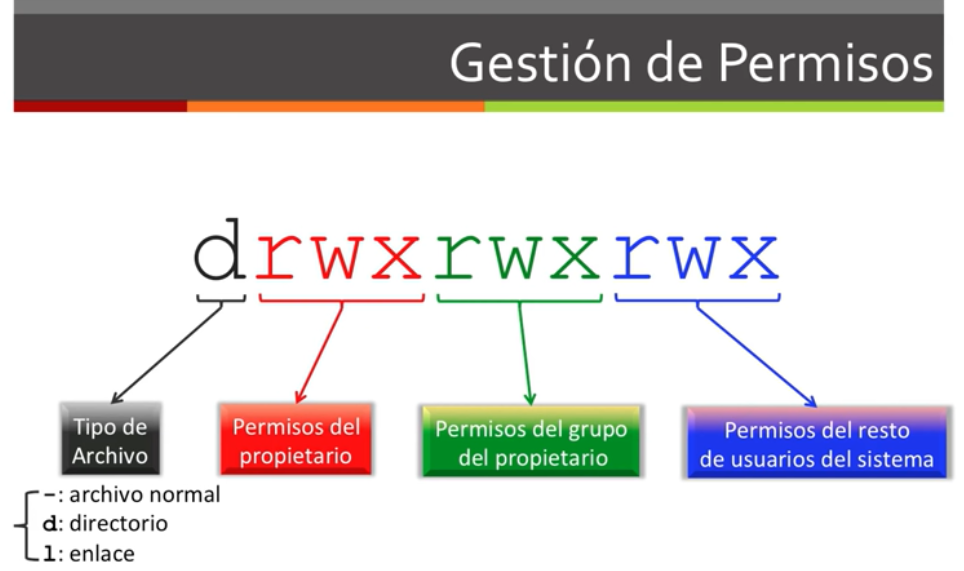 Gestión de Permisos
drwxrwxrwx
Tipo de
Archivo
Permisos del
propietario
Permisos del grupo
del propietario
Permisos del resto
de usuarios del sistema
-: archivo normal
d: directorio
l: enlace